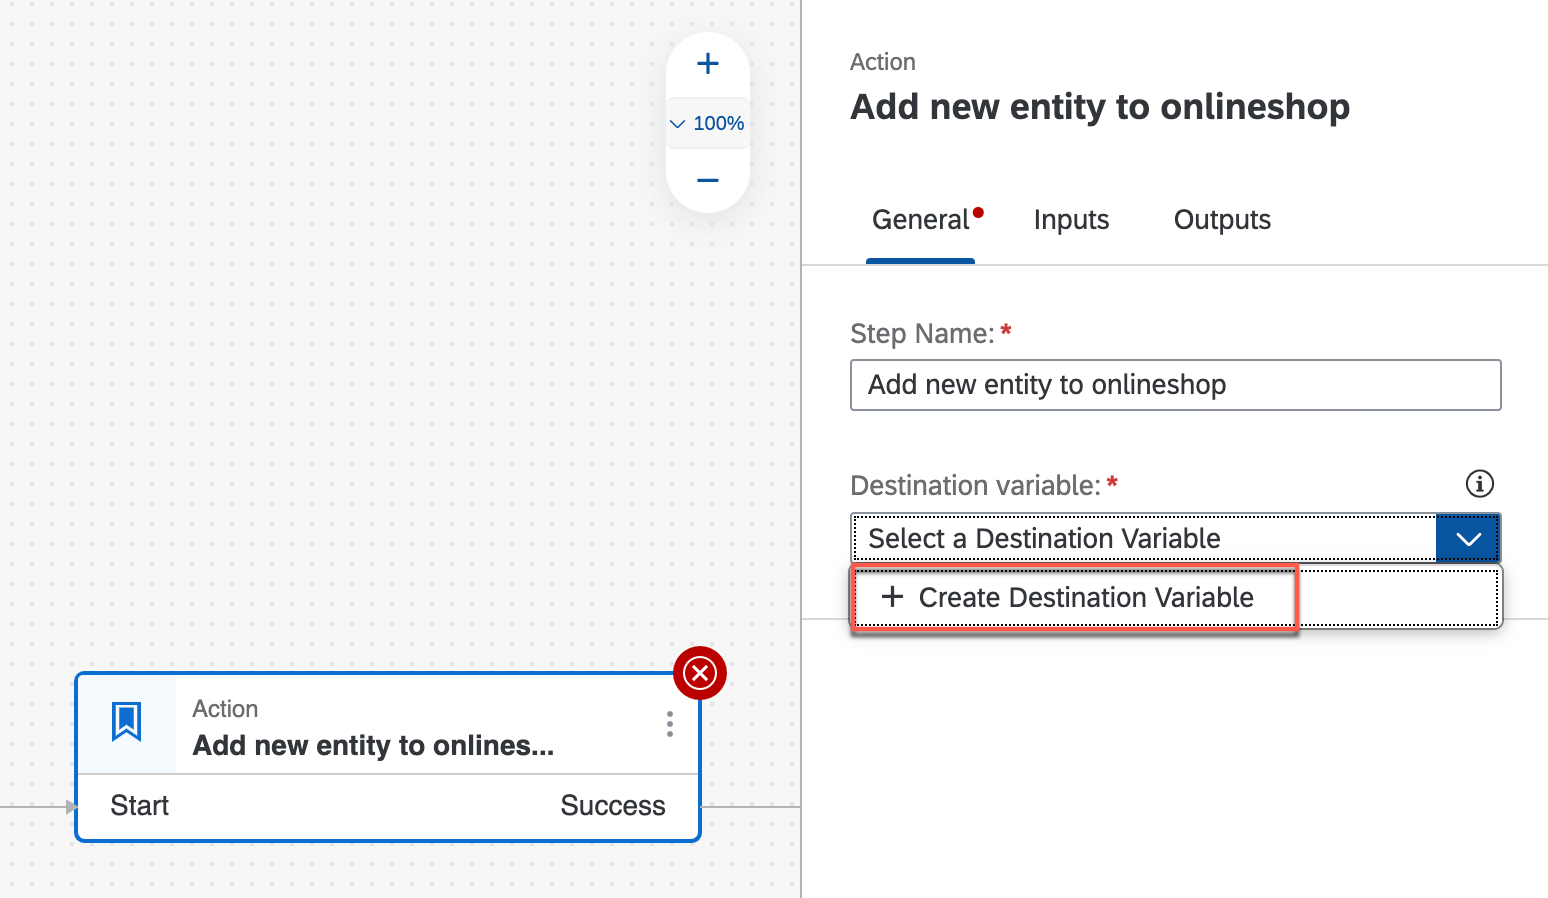 100%
Action
Add new entity to onlines...
Start
Success
Action
Add new entity to onlineshop
General
Inputs
Outputs
Step Name: *
Add new entity to onlineshop
Destination variable: *
Select a Destination Variable
+ Create Destination Variable